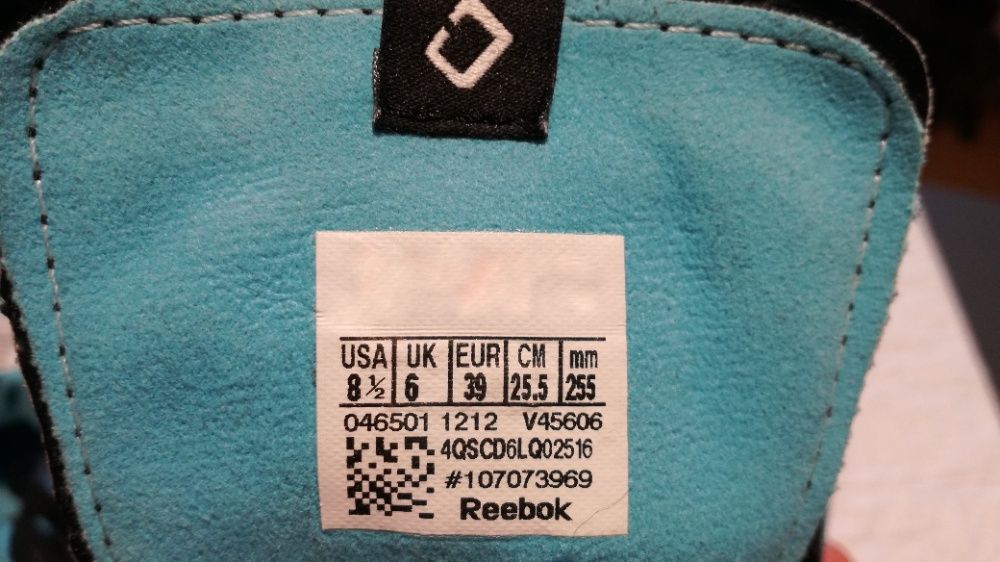 USA UK EUR CM mm
8 ½ 6 39 25.5 255
046501 1212 V45606
4QSCD6LQ02516
#107073969
Reebok